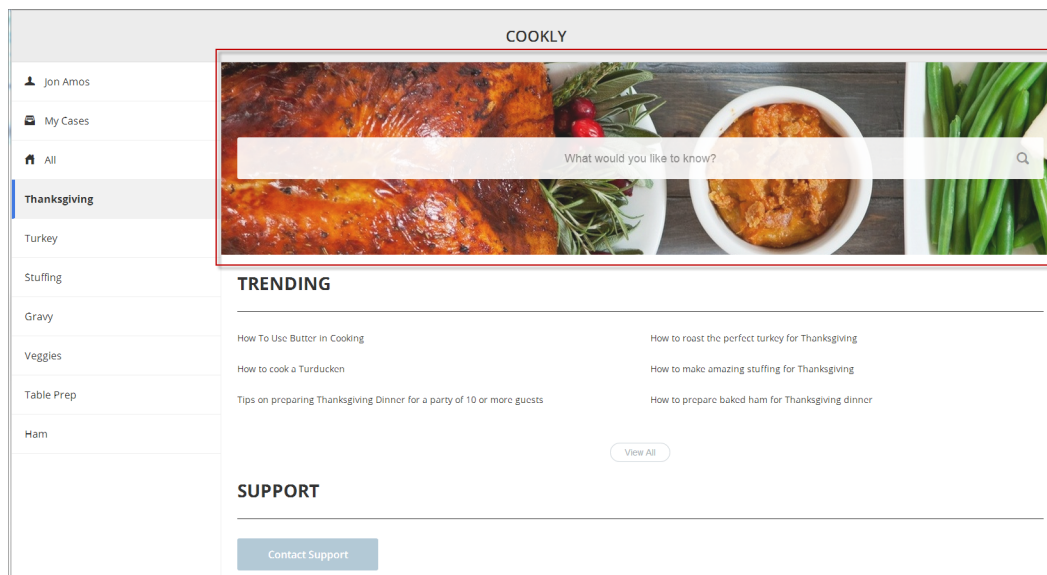 COOKLY
Jon Amos
My Cases
All
Thanksgiving
Turkey
Stuffing
Gravy
Veggies
Table Prep
Ham
What would you like to know?
TRENDING
How To Use Butter in Cooking
How to roast the perfect turkey for Thanksgiving
How to cook a Turducken
How to make amazing stuffing for Thanksgiving
Tips on preparing Thanksgiving Dinner for a party of 10 or more guests
How to prepare baked ham for Thanksgiving dinner
View All
SUPPORT
Contact Support